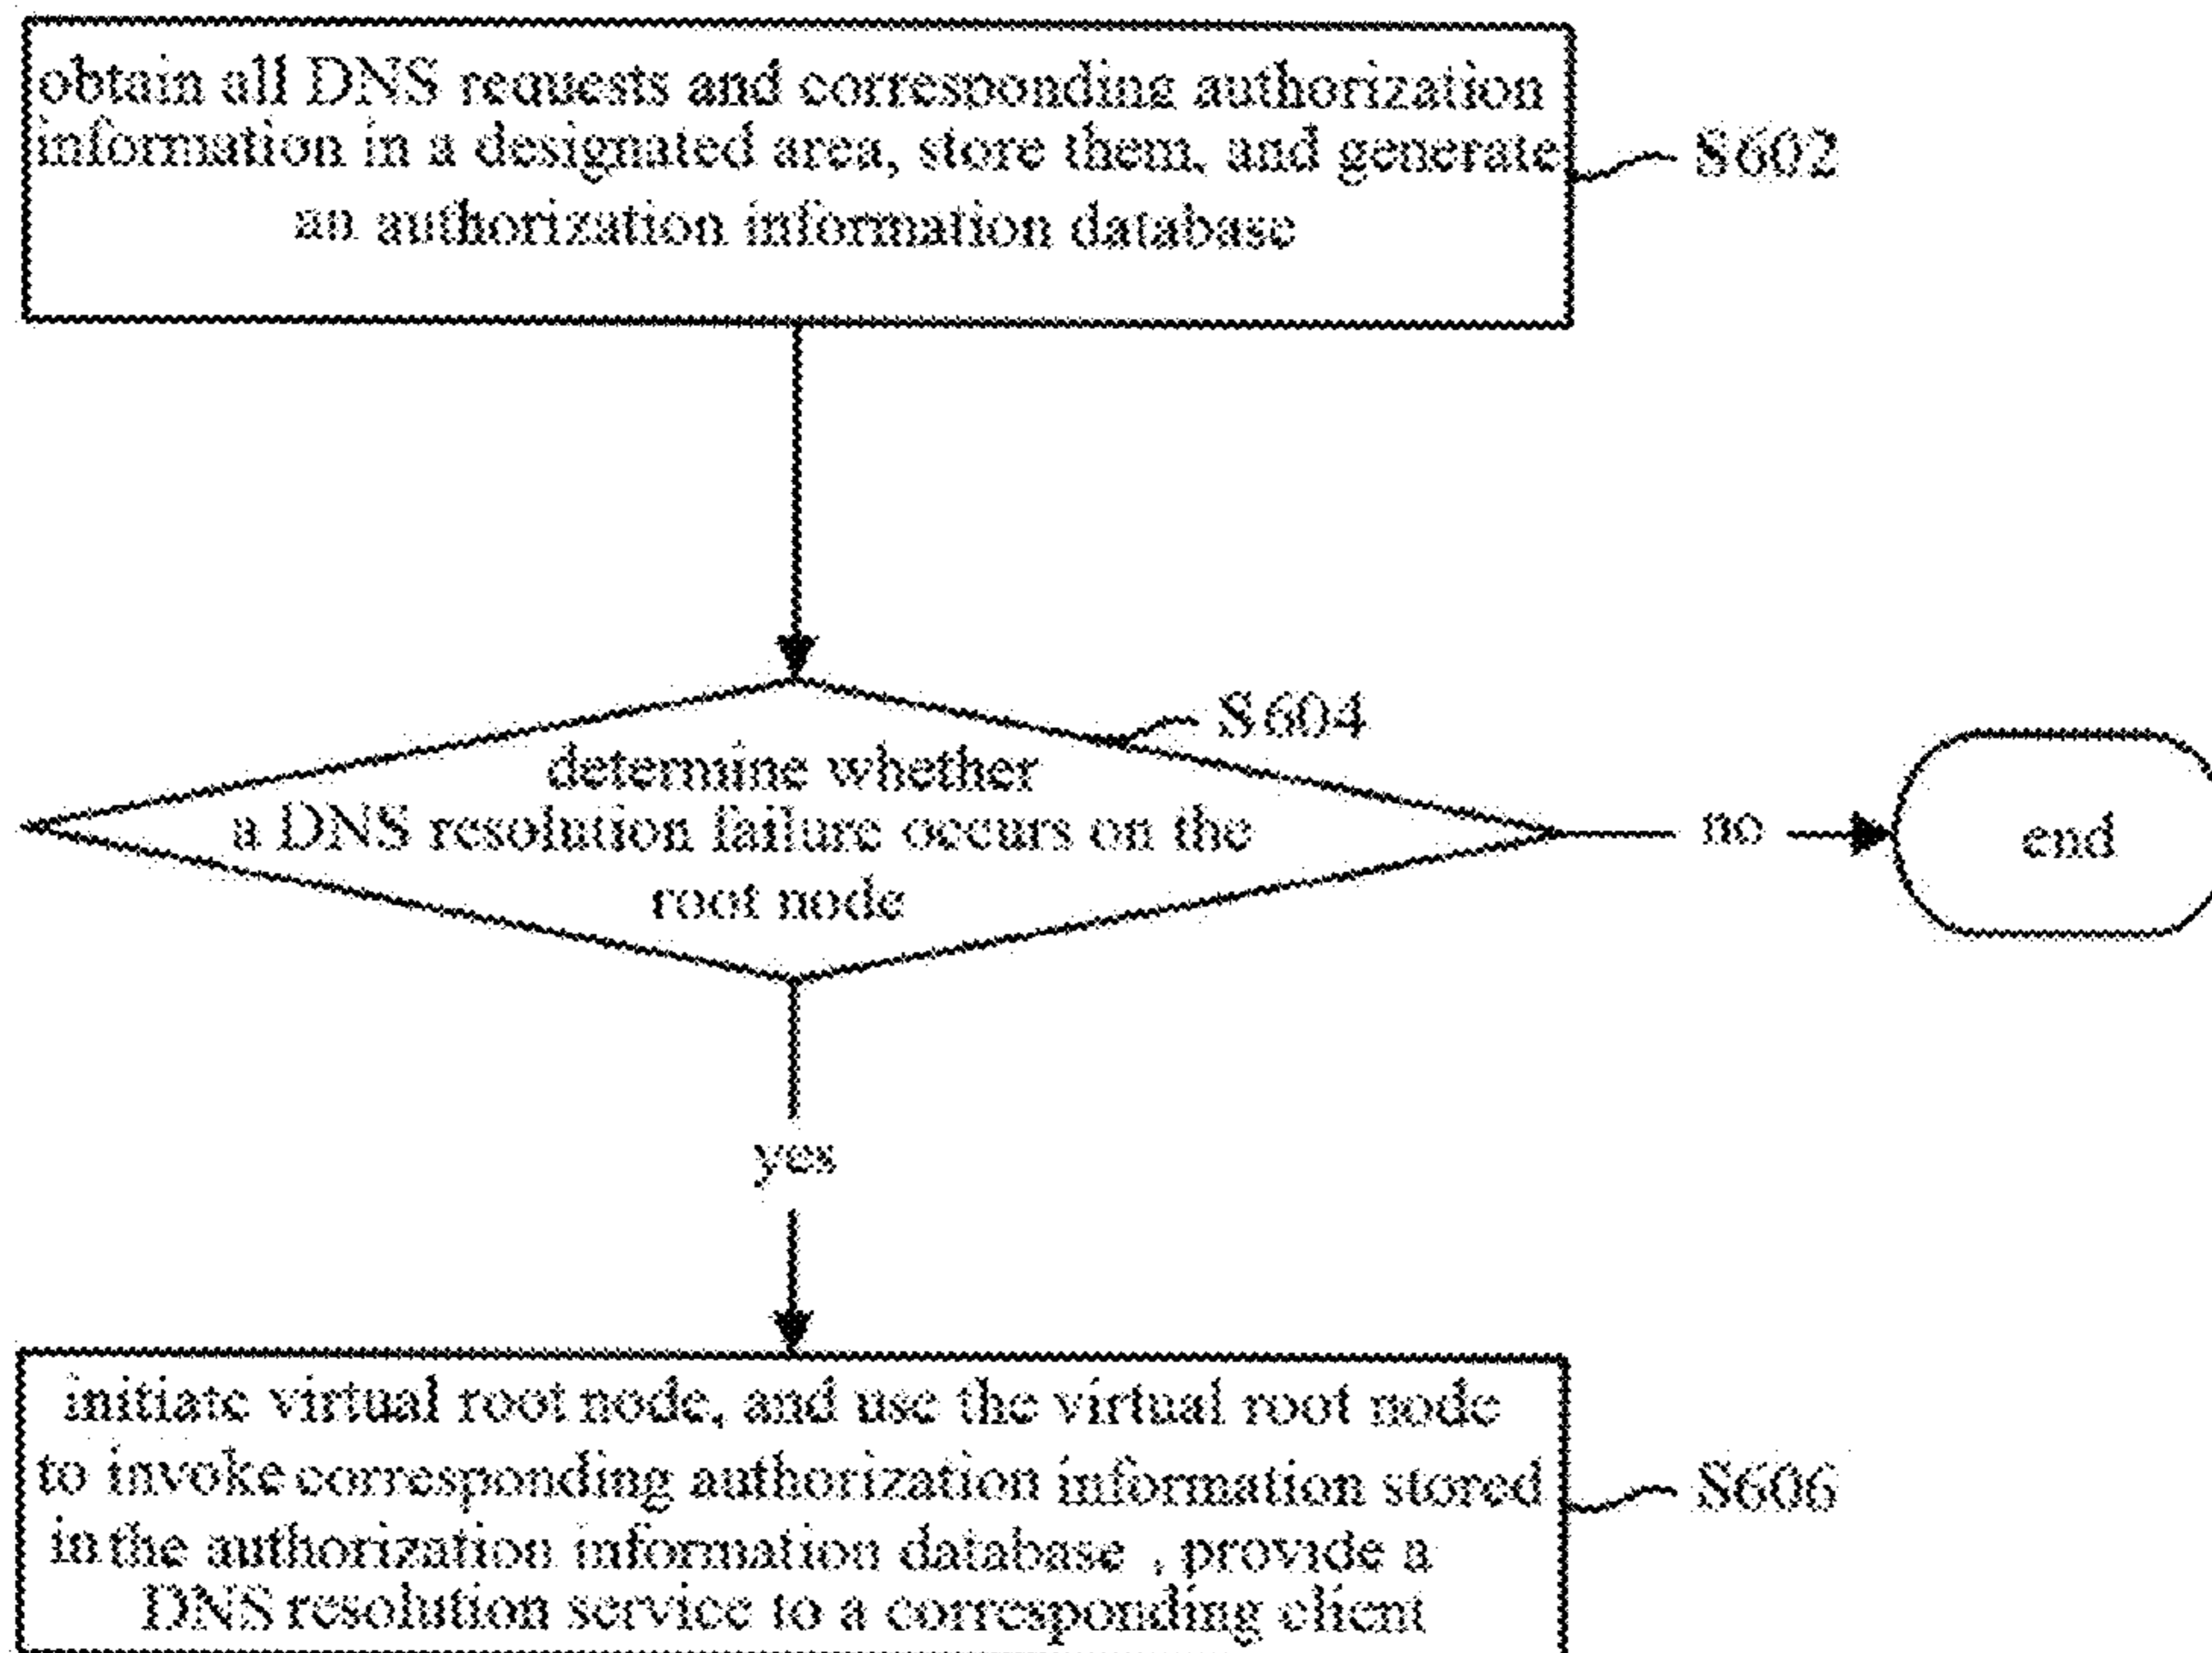 obtain all DNS requests and corresponding authorization
information in a designated area, store them, and generate
an authorization information database
S602
S604
determine whether
a DNS resolution failure occurs on the
root node
no
end
yes
initiate virtual root node, and use the virtual root node
to invoke corresponding authorization information stored
in the authorization information database , provide a
DNS resolution service to a corresponding client
S606